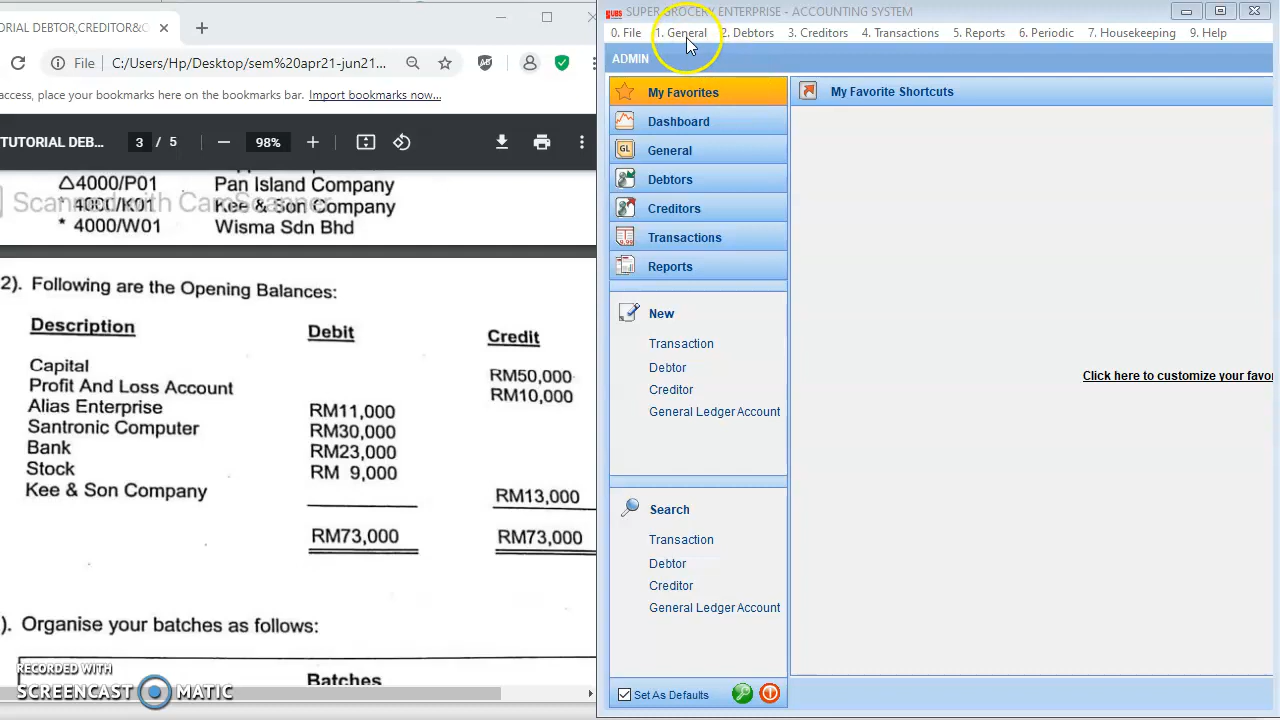 ORIAL DEBTOR,CREDITOR&C
File C:/Users/Hp/Desktop/sem%20apr21-jun21...
access, place your bookmarks here on the bookmarks bar. Import bookmarks now...
TUTORIAL DEB... 3 / 5 98%
△4000/P01 Pan Island Company
* 4000/K01 Kee & Son Company
Scanned with CamScanner
* 4000/W01 Wisma Sdn Bhd
2). Following are the Opening Balances:
Description Debit Credit
Capital RM50,000
Profit And Loss Account RM10,000
Alias Enterprise RM11,000
Santronic Computer RM30,000
Bank RM23,000
Stock RM 9,000
Kee & Son Company RM13,000
RM73,000 RM73,000
). Organise your batches as follows:
Batches
RECORDED WITH
SCREENCAST MATIC
UBS SUPER GROCERY ENTERPRISE - ACCOUNTING SYSTEM
0. File 1. General 2. Debtors 3. Creditors 4. Transactions 5. Reports 6. Periodic 7. Housekeeping 9. Help
ADMIN
My Favorites
Dashboard
GL General
Debtors
Creditors
Transactions
Reports
New
Transaction
Debtor
Creditor
General Ledger Account
Search
Transaction
Debtor
Creditor
General Ledger Account
Set As Defaults
My Favorite Shortcuts
Click here to customize your favor